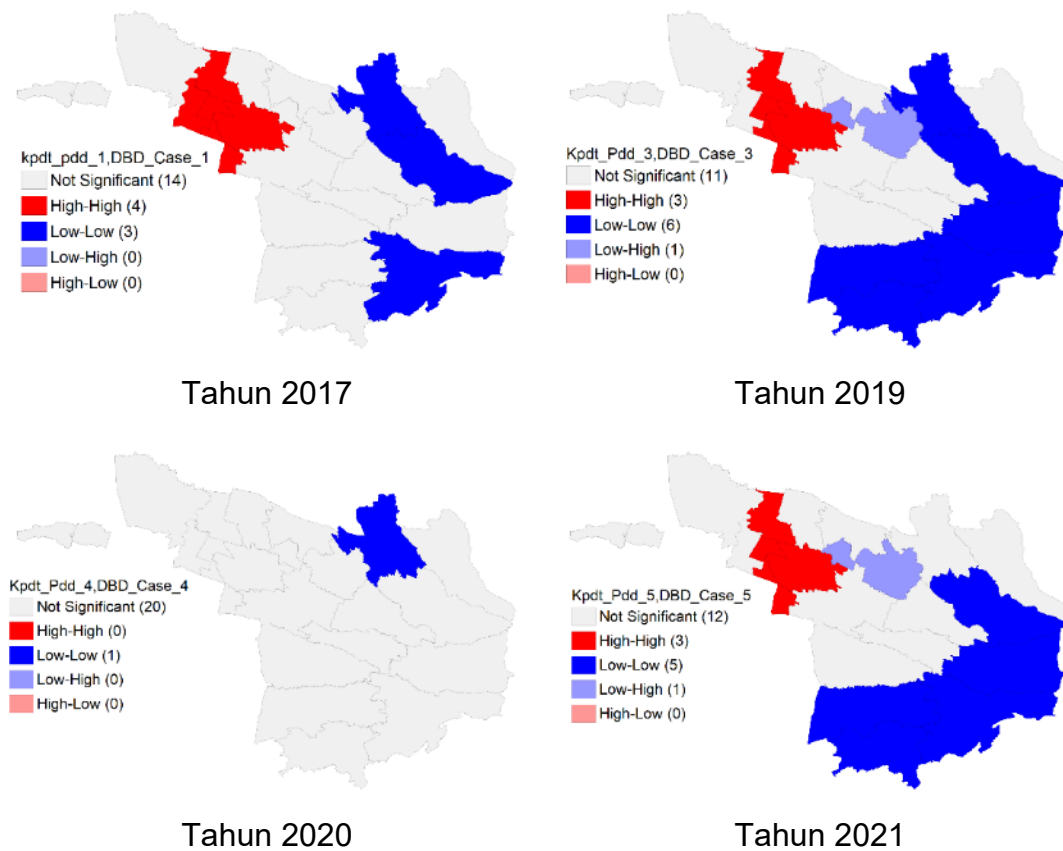 kpdt_pdd_1,DBD_Case_1
Not Significant (14)
High-High (4)
Low-Low (3)
Low-High (0)
High-Low (0)
Tahun 2017
Kpdt_Pdd_3,DBD_Case_3
Not Significant (11)
High-High (3)
Low-Low (6)
Low-High (1)
High-Low (0)
Tahun 2019
Kpdt_Pdd_4,DBD_Case_4
Not Significant (20)
High-High (0)
Low-Low (1)
Low-High (0)
High-Low (0)
Tahun 2020
Kpdt_Pdd_5,DBD_Case_5
Not Significant (12)
High-High (3)
Low-Low (5)
Low-High (1)
High-Low (0)
Tahun 2021